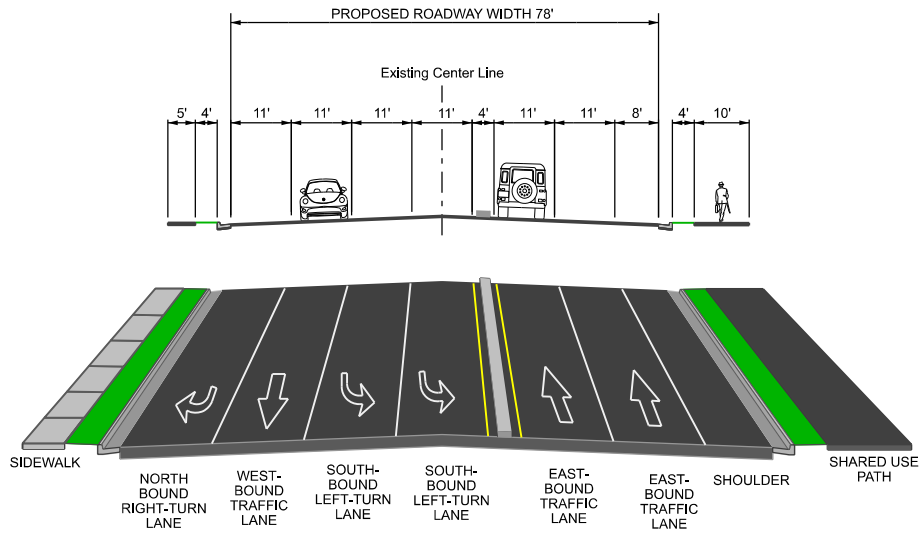 PROPOSED ROADWAY WIDTH 78'
Existing Center Line
5' 4' 11' 11' 11' 11' 4' 11' 11' 8' 4' 10'
SIDEWALK
NORTH
BOUND
RIGHT-TURN
LANE
WEST-
BOUND
TRAFFIC
LANE
SOUTH-
BOUND
LEFT-TURN
LANE
SOUTH-
BOUND
LEFT-TURN
LANE
EAST-
BOUND
TRAFFIC
LANE
EAST-
BOUND
TRAFFIC
LANE
SHOULDER
SHARED USE
PATH